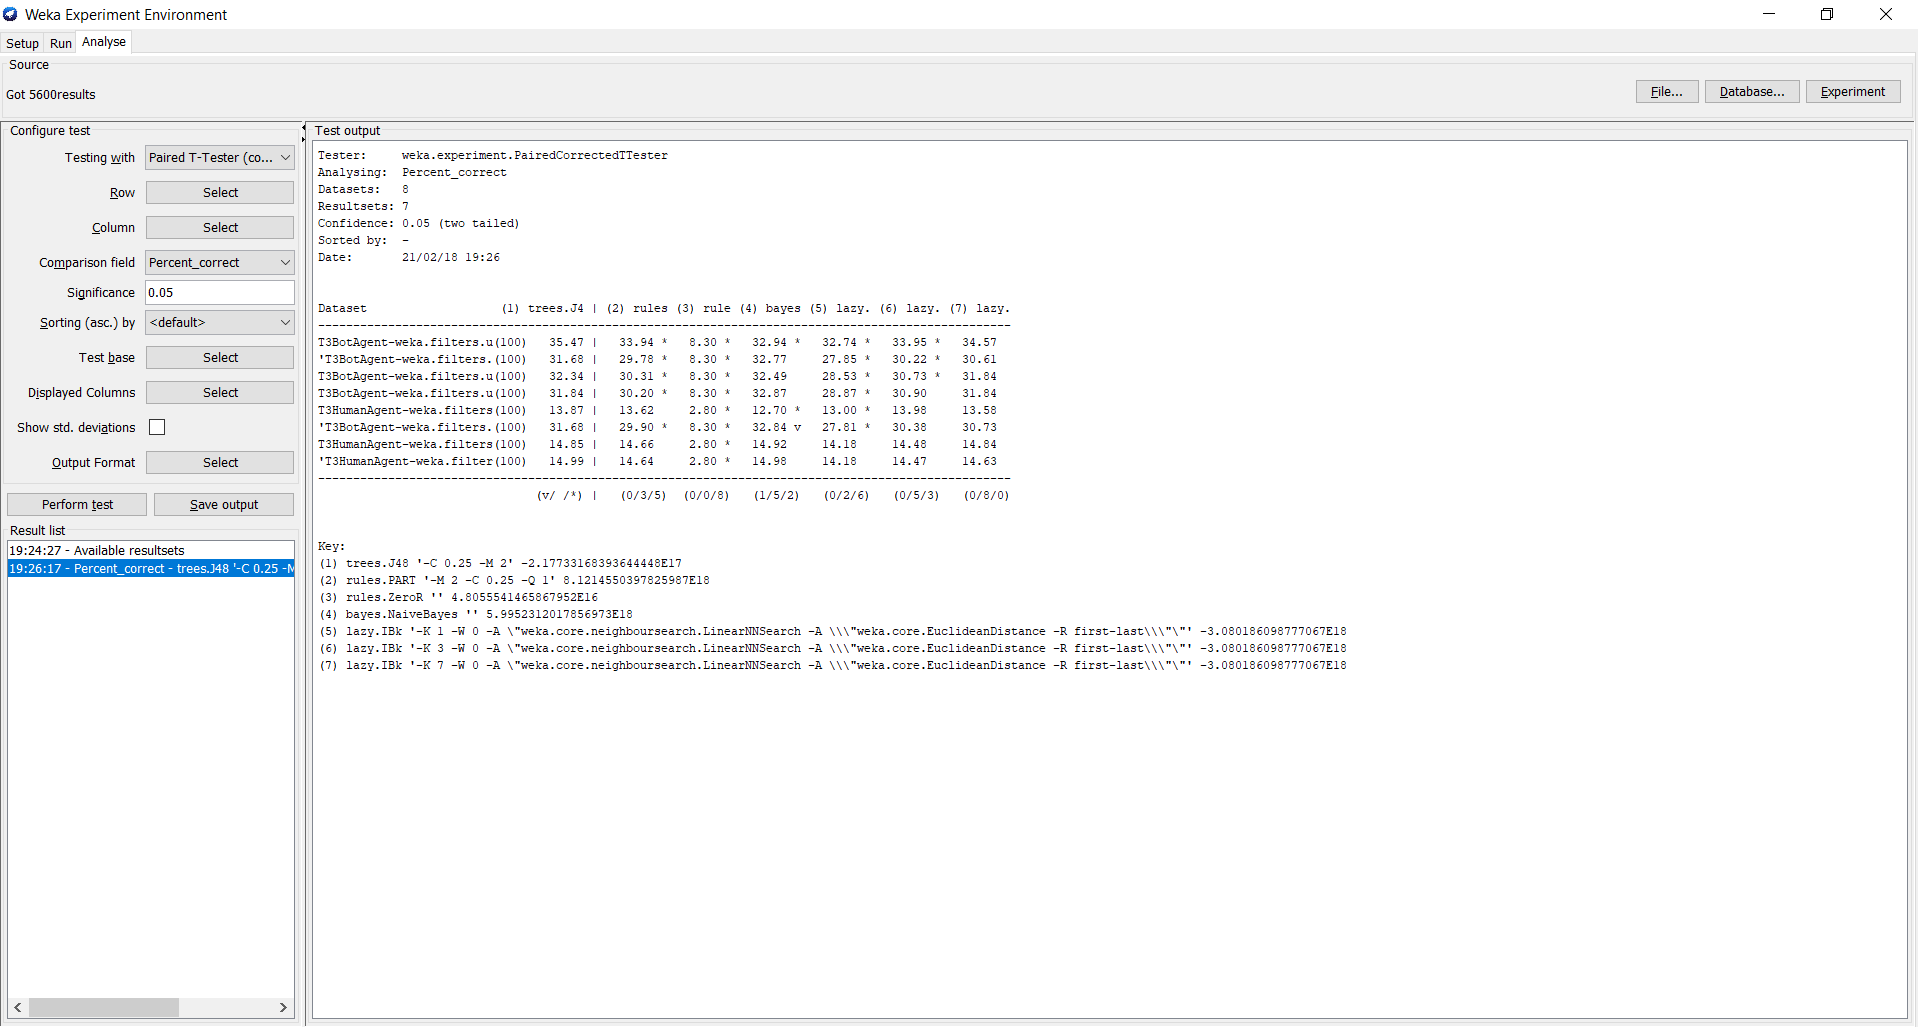 Weka Experiment Environment
Setup Run Analyse
Source
Got 5600results
File... Database... Experiment
Configure test
Testing with Paired T-Tester (co...
Row Select
Column Select
Comparison field Percent_correct
Significance 0.05
Sorting (asc.) by <default>
Test base Select
Displayed Columns Select
Show std. deviations
Output Format Select
Perform test Save output
Result list
19:24:27 - Available resultsets
19:26:17 - Percent_correct - trees.J48 '-C 0.25 -M
Test output
Tester:     weka.experiment.PairedCorrectedTTester
Analysing:  Percent_correct
Datasets:   8
Resultsets: 7
Confidence: 0.05 (two tailed)
Sorted by:  -
Date:       21/02/18 19:26
Dataset                   (1) trees.J4 | (2) rules (3) rule (4) bayes (5) lazy. (6) lazy. (7) lazy.
---------------------------------------------------------------------------------------------------
T3BotAgent-weka.filters.u(100)   35.47 |   33.94 *   8.30 *   32.94 *   32.74 *   33.95 *   34.57
'T3BotAgent-weka.filters.(100)   31.68 |   29.78 *   8.30 *   32.77     27.85 *   30.22 *   30.61
T3BotAgent-weka.filters.u(100)   32.34 |   30.31 *   8.30 *   32.49     28.53 *   30.73 *   31.84
T3BotAgent-weka.filters.u(100)   31.84 |   30.20 *   8.30 *   32.87     28.87 *   30.90     31.84
T3HumanAgent-weka.filters(100)   13.87 |   13.62     2.80 *   12.70 *   13.00 *   13.98     13.58
'T3BotAgent-weka.filters.(100)   31.68 |   29.90 *   8.30 *   32.84 v   27.81 *   30.38     30.73
T3HumanAgent-weka.filters(100)   14.85 |   14.66     2.80 *   14.92     14.18     14.48     14.84
'T3HumanAgent-weka.filter(100)   14.99 |   14.64     2.80 *   14.98     14.18     14.47     14.63
---------------------------------------------------------------------------------------------------
(v/ /*) |   (0/3/5)  (0/0/8)   (1/5/2)   (0/2/6)   (0/5/3)   (0/8/0)
Key:
(1) trees.J48 '-C 0.25 -M 2' -2.17733168393644448E17
(2) rules.PART '-M 2 -C 0.25 -Q 1' 8.1214550397825987E18
(3) rules.ZeroR '' 4.8055541465867952E16
(4) bayes.NaiveBayes '' 5.9952312017856973E18
(5) lazy.IBk '-K 1 -W 0 -A \"weka.core.neighboursearch.LinearNNSearch -A \\\"weka.core.EuclideanDistance -R first-last\\\"\"' -3.080186098777067E18
(6) lazy.IBk '-K 3 -W 0 -A \"weka.core.neighboursearch.LinearNNSearch -A \\\"weka.core.EuclideanDistance -R first-last\\\"\"' -3.080186098777067E18
(7) lazy.IBk '-K 7 -W 0 -A \"weka.core.neighboursearch.LinearNNSearch -A \\\"weka.core.EuclideanDistance -R first-last\\\"\"' -3.080186098777067E18